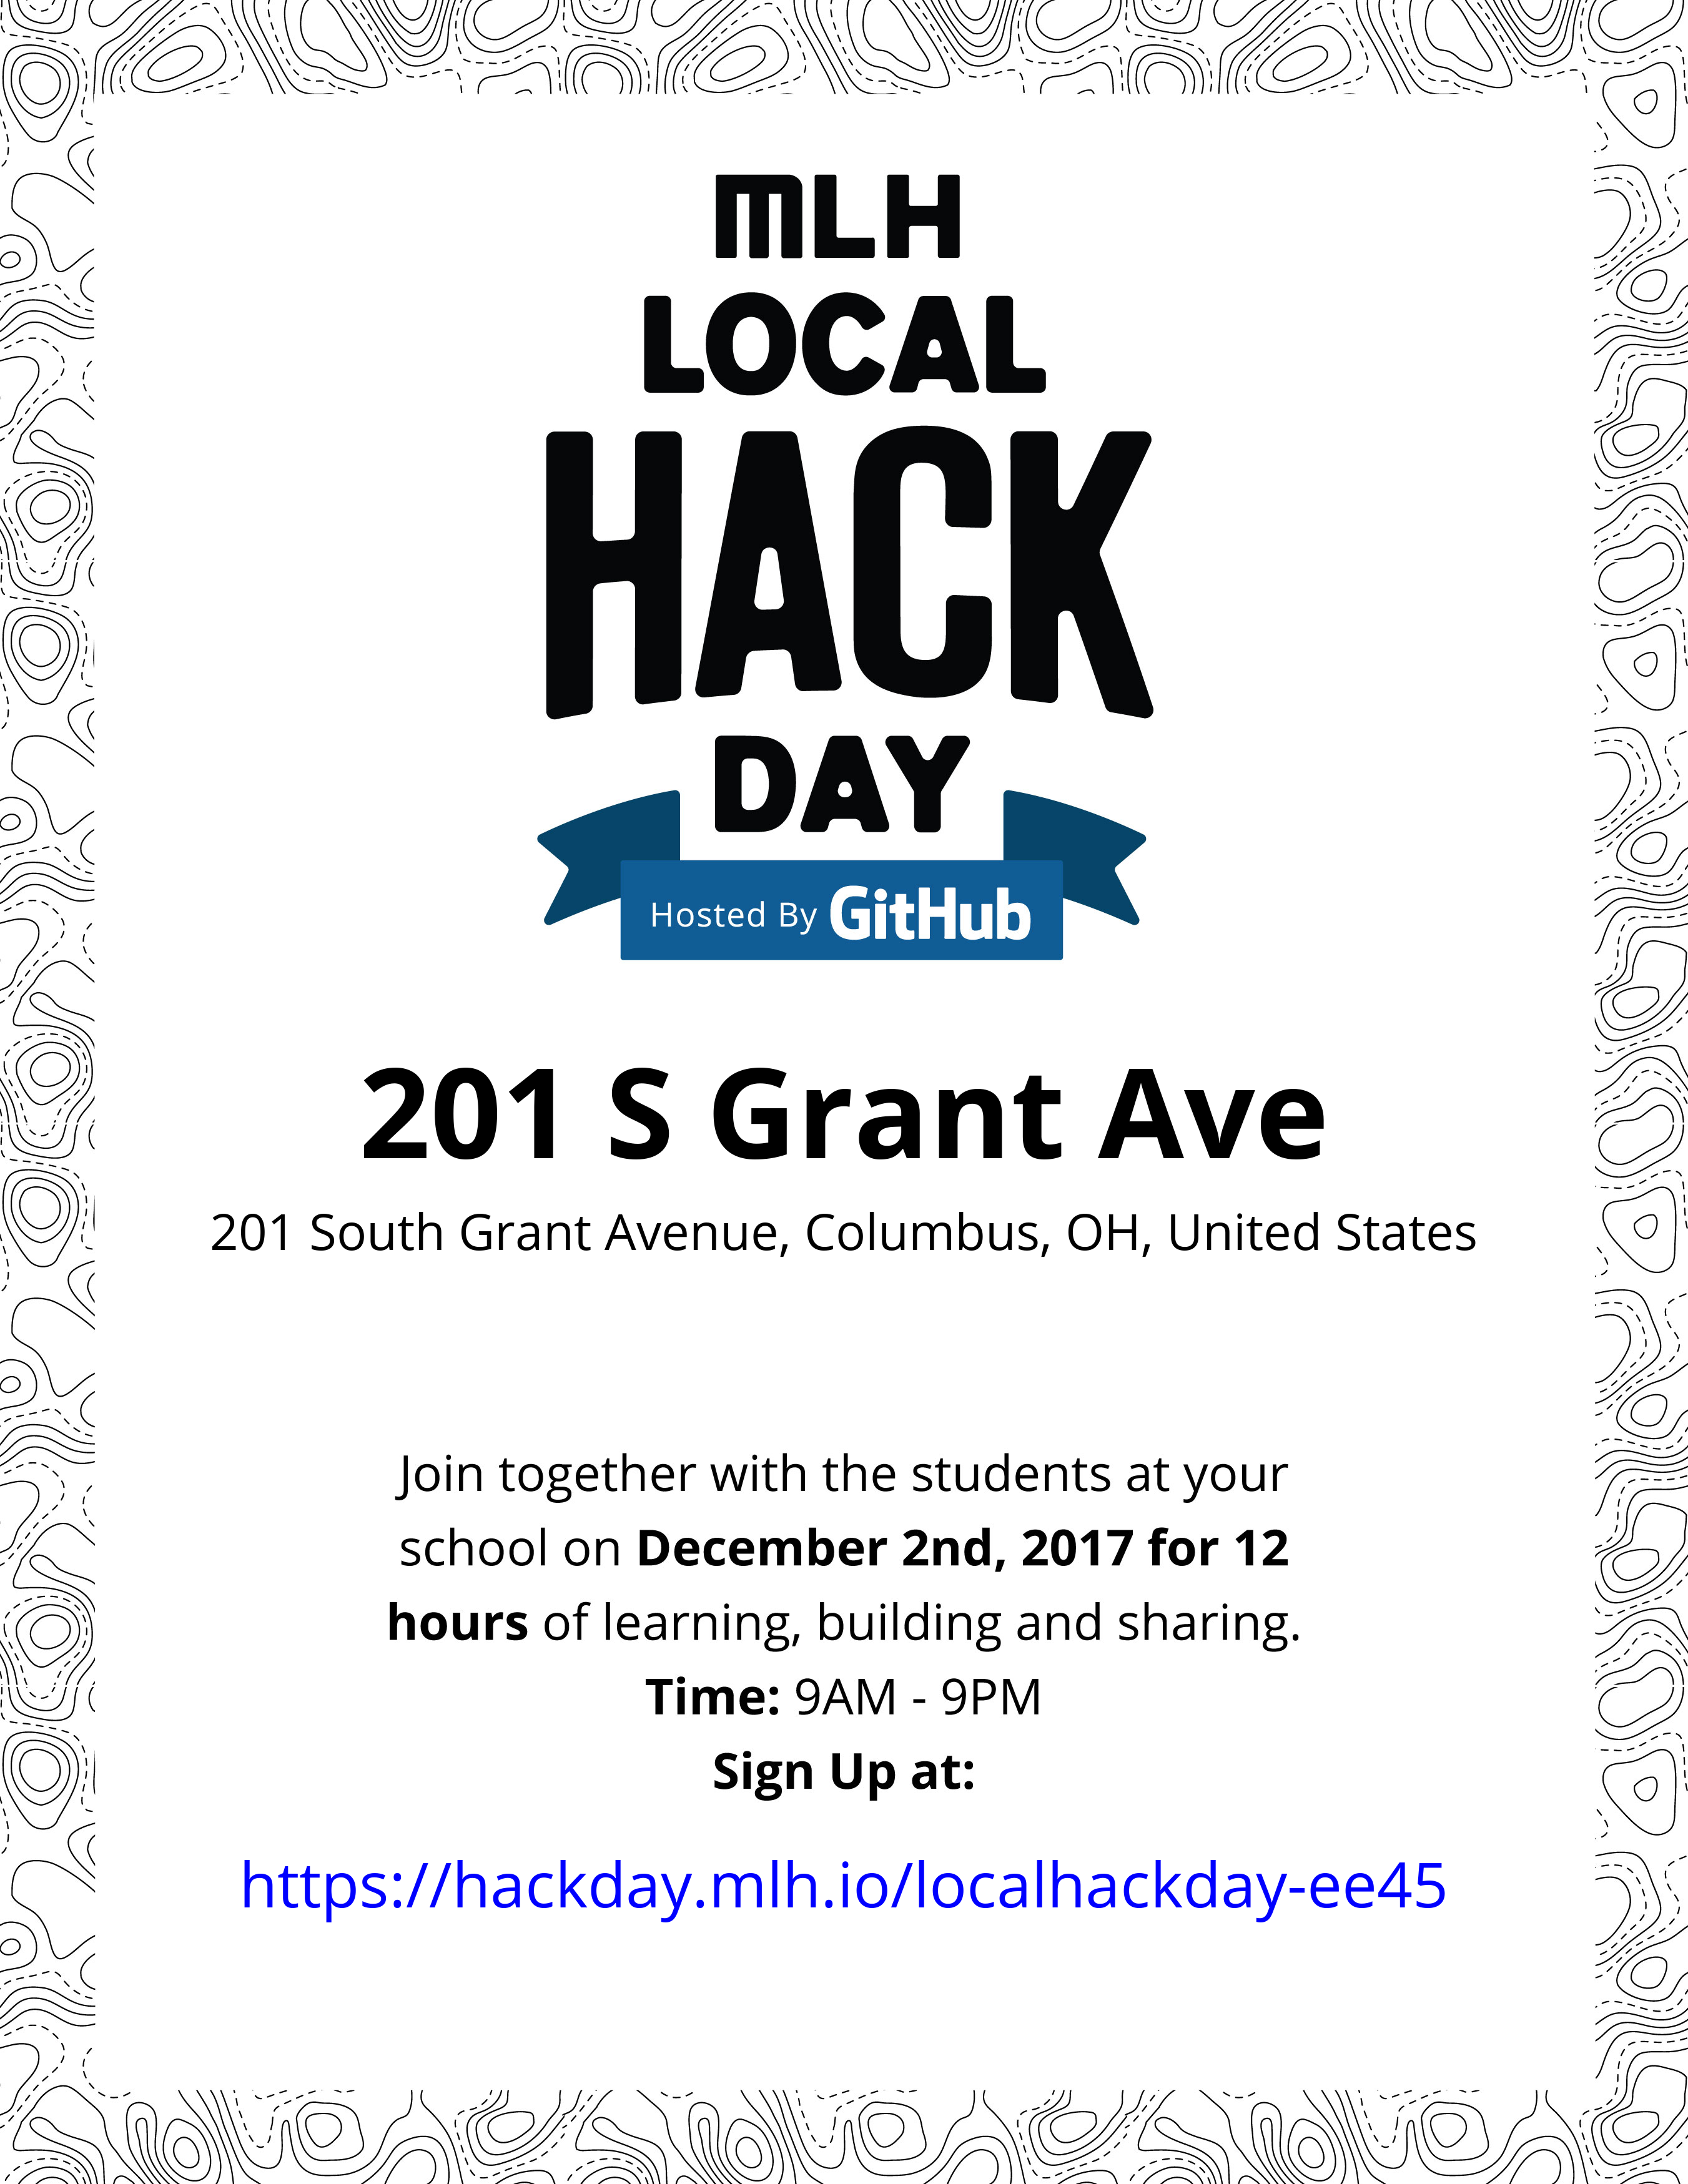 MLH
LOCAL
HACK
DAY
Hosted By GitHub
201 S Grant Ave
201 South Grant Avenue, Columbus, OH, United States
Join together with the students at your
school on December 2nd, 2017 for 12
hours of learning, building and sharing.
Time: 9AM - 9PM
Sign Up at:
https://hackday.mlh.io/localhackday-ee45